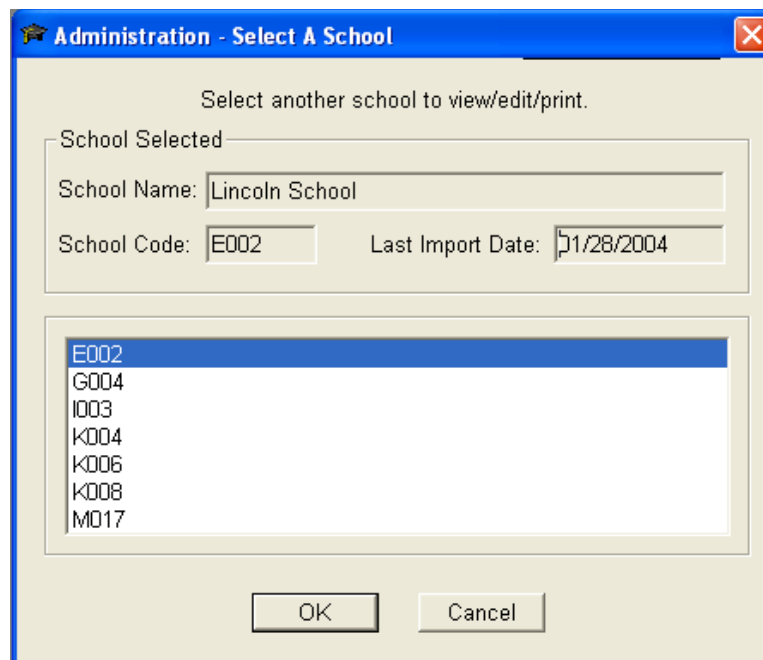 Administration - Select A School
Select another school to view/edit/print.
School Selected
School Name: Lincoln School
School Code: E002 Last Import Date: 01/28/2004
E002
G004
I003
K004
K006
K008
M017
OK Cancel